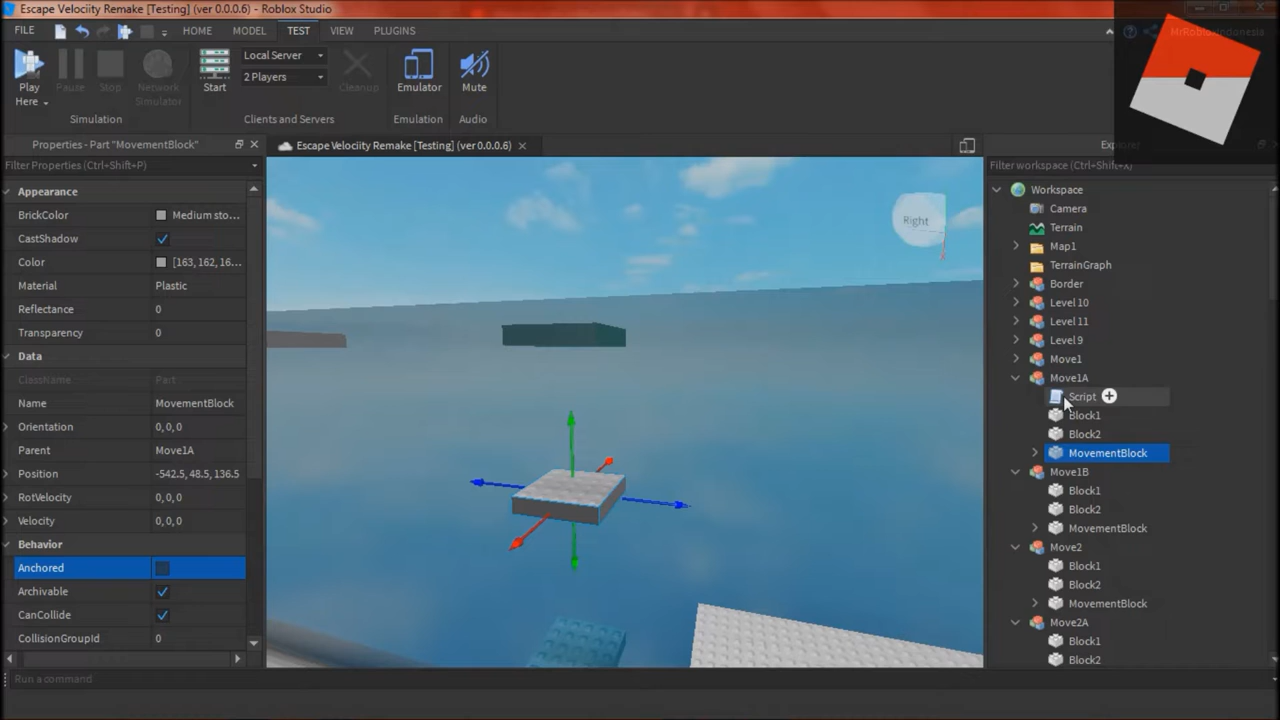 Escape Velociity Remake [Testing] (ver 0.0.0.6) - Roblox Studio
FILE HOME MODEL TEST VIEW PLUGINS
Play Here
Pause
Stop
Network Simulator
Simulation
Start
Local Server
2 Players
Cleanup
Clients and Servers
Emulator
Emulation
Mute
Audio
Properties - Part "MovementBlock"
Filter Properties (Ctrl+Shift+P)
Appearance
BrickColor Medium sto...
CastShadow
Color [163, 162, 16...
Material Plastic
Reflectance 0
Transparency 0
Data
ClassName Part
Name MovementBlock
Orientation 0,0,0
Parent Move1A
Position -542.5, 48.5, 136.5
RotVelocity 0,0,0
Velocity 0,0,0
Behavior
Anchored
Archivable
CanCollide
CollisionGroupId 0
Run a command
Escape Velociity Remake [Testing] (ver 0.0.0.6)
Right
Filter workspace (Ctrl+Shift+X)
Workspace
Camera
Terrain
Map1
TerrainGraph
Border
Level 10
Level 11
Level 9
Move1
Move1A
Script
Block1
Block2
MovementBlock
Move1B
Block1
Block2
MovementBlock
Move2
Block1
Block2
MovementBlock
Move2A
Block1
Block2